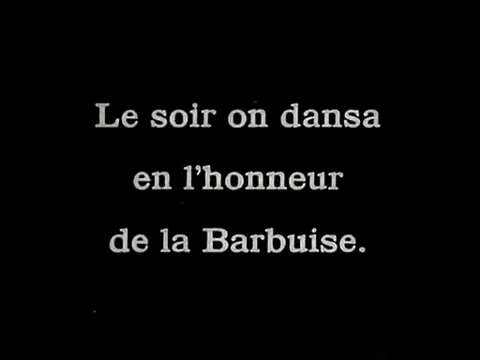 Le soir on dansa
en l'honneur
de la Barbuise.